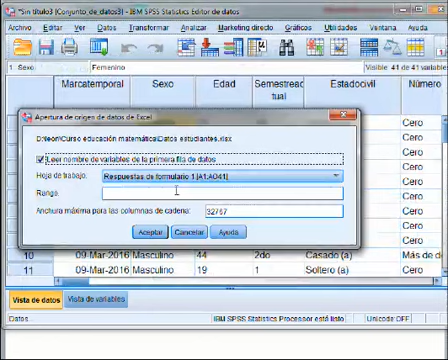 *Sin título3 [Conjunto_de_datos3] - IBM SPSS Statistics Editor de datos
Archivo Editar Ver Datos Transformar Analizar Marketing directo Gráficos Utilidades Ventana
1 : Sexo Femenino Visible: 41 de 41 variables
Marcatemporal Sexo Edad Semestreac
tual Estadocivil Número
Apertura de origen de datos de Excel
Cero
D:\leon\Curso educación matemática\Datos estudiantes.xlsx
Cero
Leer nombre de variables de la primera fila de datos
Cero
Hoja de trabajo: Respuestas de formulario 1 [A1:AO41]
Cero
Range:
Cero
Anchura máxima para las columnas de cadena: 32767
Cero
Aceptar Cancelar Ayuda
Cero
10 09-Mar-2016 Masculino 44 2do Casado (a) Más de
11 09-Mar-2016 Masculino 19 1 Soltero (a) Cero
Vista de datos Vista de variables
Datos... IBM SPSS Statistics Processor está listo Unicode:OFF